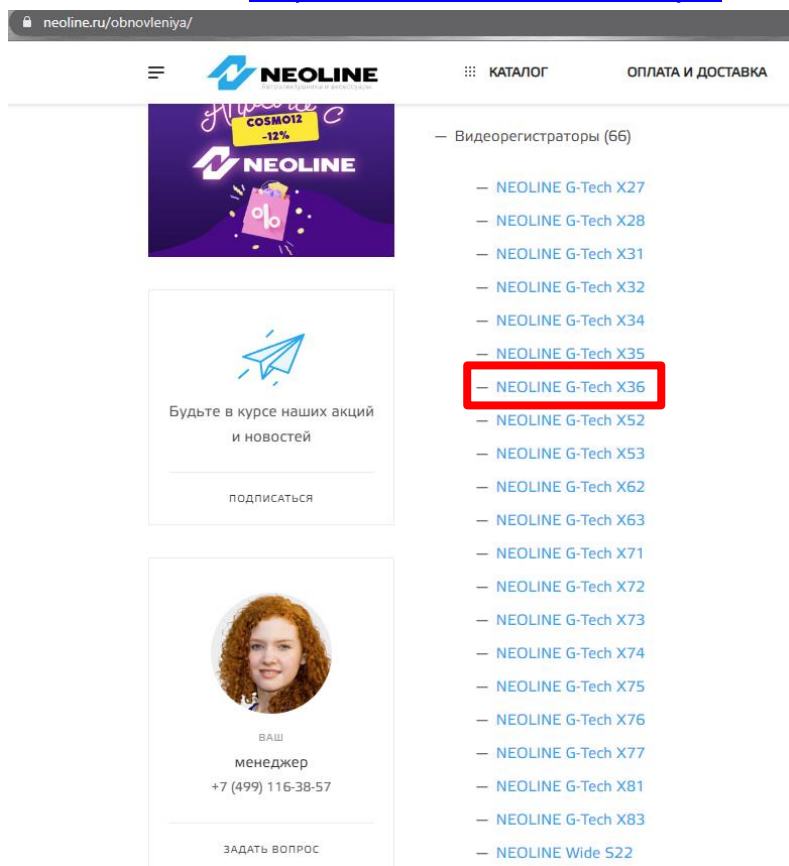 neoline.ru/obnovleniya/
NEOLINE
Автоэлектроника и аксессуары
КАТАЛОГ
ОПЛАТА И ДОСТАВКА
COSMO12
-12%
NEOLINE
%
Будьте в курсе наших акций
и новостей
ПОДПИСАТЬСЯ
ВАШ
менеджер
+7 (499) 116-38-57
ЗАДАТЬ ВОПРОС
— Видеорегистраторы (66)
— NEOLINE G-Tech X27
— NEOLINE G-Tech X28
— NEOLINE G-Tech X31
— NEOLINE G-Tech X32
— NEOLINE G-Tech X34
— NEOLINE G-Tech X35
— NEOLINE G-Tech X36
— NEOLINE G-Tech X52
— NEOLINE G-Tech X53
— NEOLINE G-Tech X62
— NEOLINE G-Tech X63
— NEOLINE G-Tech X71
— NEOLINE G-Tech X72
— NEOLINE G-Tech X73
— NEOLINE G-Tech X74
— NEOLINE G-Tech X75
— NEOLINE G-Tech X76
— NEOLINE G-Tech X77
— NEOLINE G-Tech X81
— NEOLINE G-Tech X83
— NEOLINE Wide S22